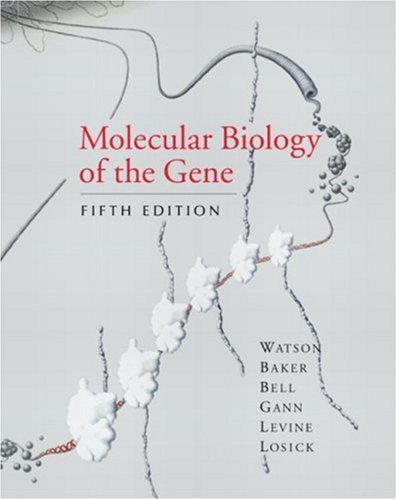 Molecular Biology
of the Gene
FIFTH EDITION
WATSON
BAKER
BELL
GANN
LEVINE
LOSICK